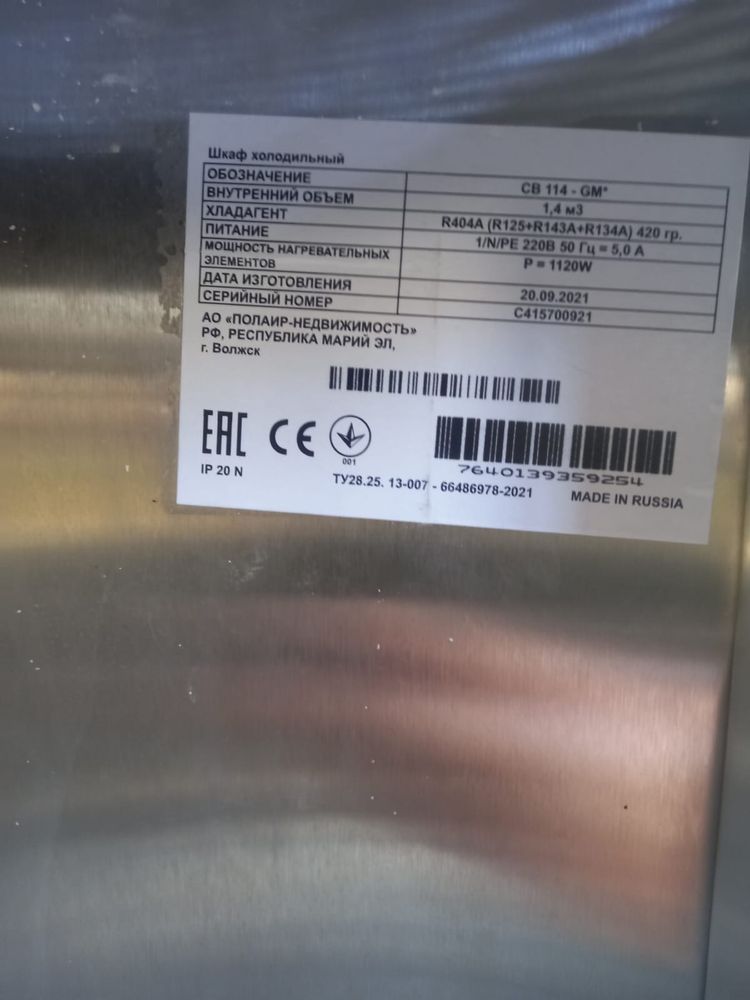 Шкаф холодильный
ОБОЗНАЧЕНИЕ CB 114 - GM*
ВНУТРЕННИЙ ОБЪЕМ 1,4 м3
ХЛАДАГЕНТ R404A (R125+R143A+R134A) 420 гр.
ПИТАНИЕ 1/N/PE 220В 50 Гц = 5,0 А
МОЩНОСТЬ НАГРЕВАТЕЛЬНЫХ
ЭЛЕМЕНТОВ P = 1120W
ДАТА ИЗГОТОВЛЕНИЯ 20.09.2021
СЕРИЙНЫЙ НОМЕР C415700921
АО «ПОЛАИР-НЕДВИЖИМОСТЬ»
РФ, РЕСПУБЛИКА МАРИЙ ЭЛ,
г. Волжск
EAC CE 001
7640139359254
IP 20 N
ТУ28.25. 13-007 - 66486978-2021
MADE IN RUSSIA